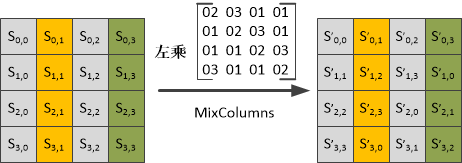 02 03 01 01
01 02 03 01
01 01 02 03
03 01 01 02
左乘
MixColumns
S0,0 S0,1 S0,2 S0,3
S1,0 S1,1 S1,2 S1,3
S2,0 S2,1 S2,2 S2,3
S3,0 S3,1 S3,2 S3,3
S'0,0 S'0,1 S'0,2 S'0,3
S'1,1 S'1,2 S'1,3 S'1,0
S'2,2 S'2,3 S'2,0 S'2,1
S'3,3 S'3,0 S'3,1 S'3,2